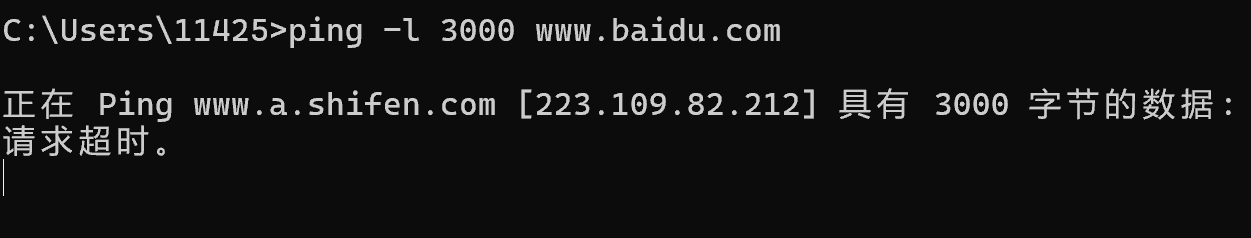 C:\Users\11425>ping -l 3000 www.baidu.com
正在 Ping www.a.shifen.com [223.109.82.212] 具有 3000 字节的数据:
请求超时。